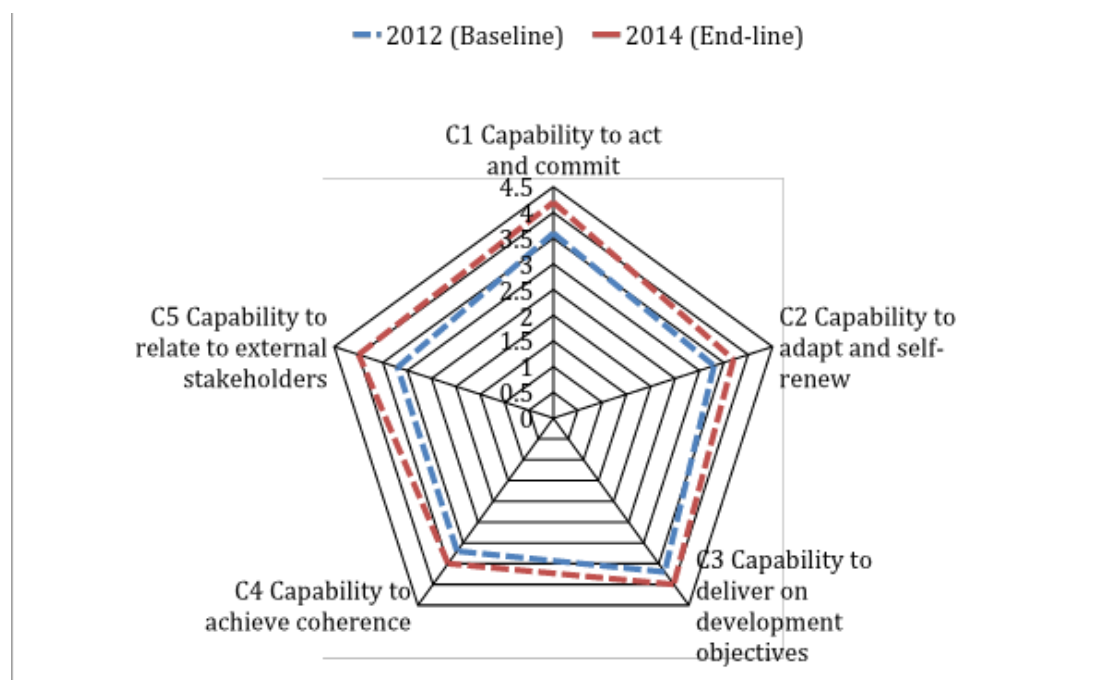 2012 (Baseline) 2014 (End-line)
C1 Capability to act
and commit
4.5
4
3.5
3
2.5
2
1.5
1
0.5
0
C2 Capability to
adapt and self-
renew
C3 Capability to
deliver on
development
objectives
C4 Capability to
achieve coherence
C5 Capability to
relate to external
stakeholders